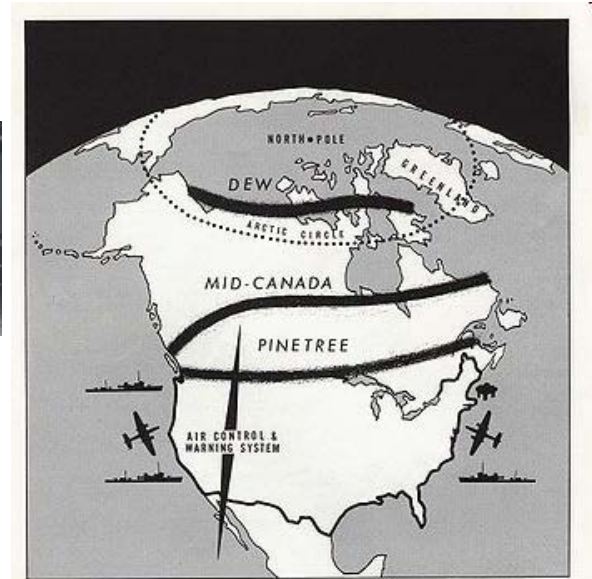 NORTH POLE
GREENLAND
DEW
ARCTIC CIRCLE
MID-CANADA
PINETREE
AIR CONTROL &
WARNING SYSTEM